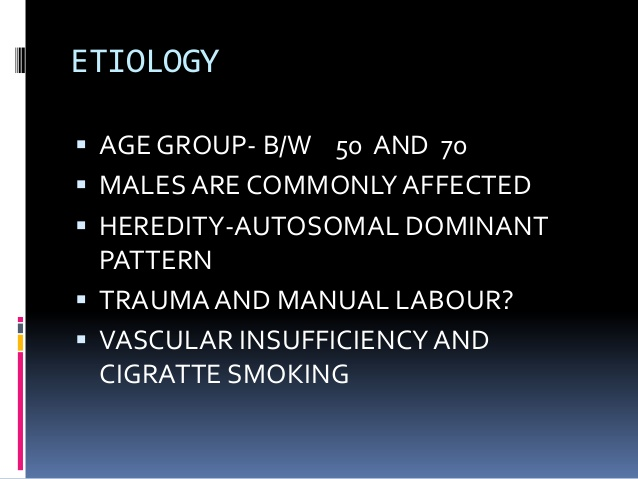 ETIOLOGY
▪ AGE GROUP- B/W 50 AND 70
▪ MALES ARE COMMONLY AFFECTED
▪ HEREDITY-AUTOSOMAL DOMINANT
PATTERN
▪ TRAUMA AND MANUAL LABOUR?
▪ VASCULAR INSUFFICIENCY AND
CIGRATTE SMOKING